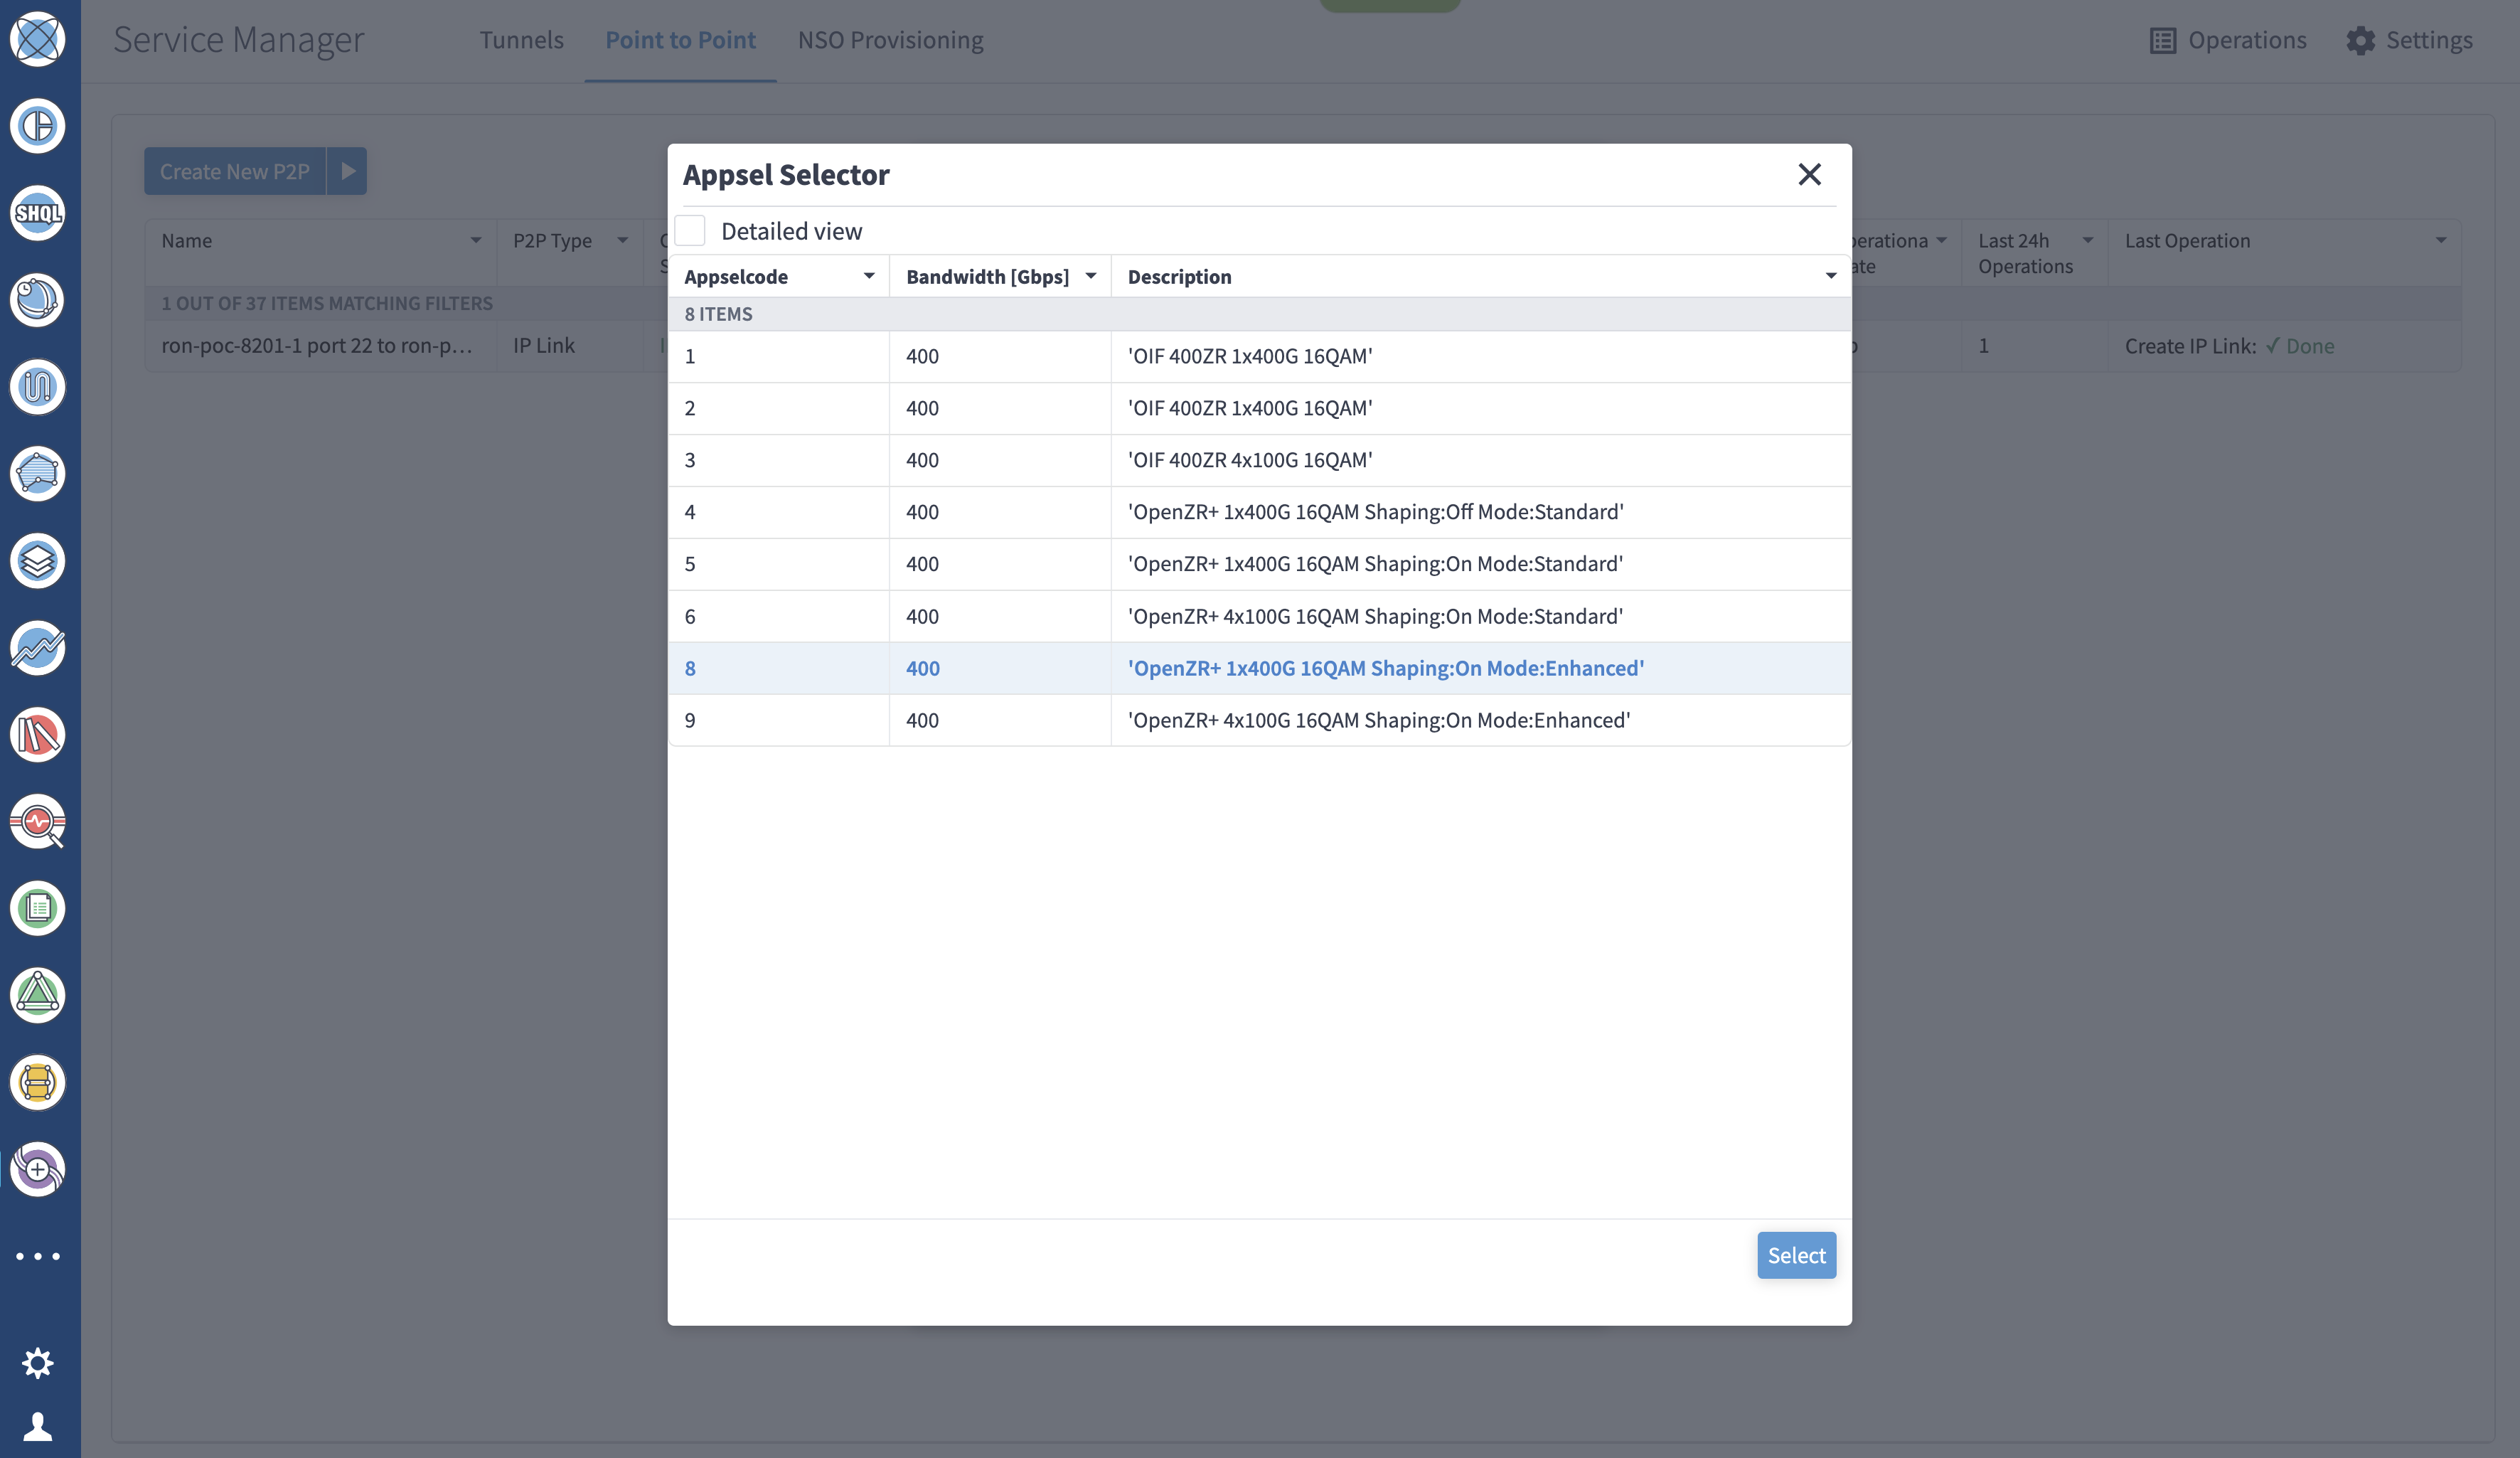 Service Manager
Tunnels
Point to Point
NSO Provisioning
Operations
Settings
SHQL
Create New P2P
Name
P2P Type
Last 24h Operations
Last Operation
1 OUT OF 37 ITEMS MATCHING FILTERS
ron-poc-8201-1 port 22 to ron-p...
IP Link
1
Create IP Link: ✓ Done
Appsel Selector
Detailed view
Appselcode Bandwidth [Gbps] Description
8 ITEMS
1 400 'OIF 400ZR 1x400G 16QAM'
2 400 'OIF 400ZR 1x400G 16QAM'
3 400 'OIF 400ZR 4x100G 16QAM'
4 400 'OpenZR+ 1x400G 16QAM Shaping:Off Mode:Standard'
5 400 'OpenZR+ 1x400G 16QAM Shaping:On Mode:Standard'
6 400 'OpenZR+ 4x100G 16QAM Shaping:On Mode:Standard'
8 400 'OpenZR+ 1x400G 16QAM Shaping:On Mode:Enhanced'
9 400 'OpenZR+ 4x100G 16QAM Shaping:On Mode:Enhanced'
Select